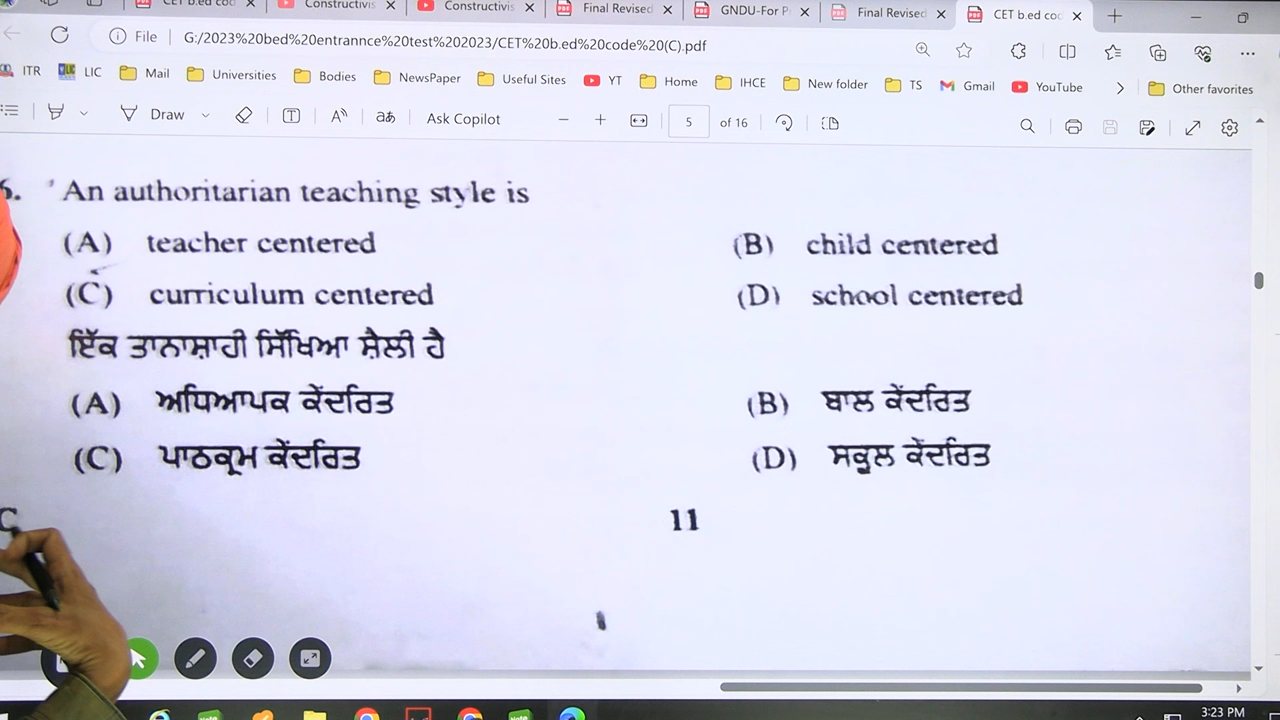 CET b.ed cod
Constructivis
Constructivis
Final Revised
GNDU-For P
Final Revised
CET b.ed coc
File G:/2023%20bed%20entrannce%20test%202023/CET%20b.ed%20code%20(C).pdf
ITR LIC Mail Universities Bodies NewsPaper Useful Sites YT Home IHCE New folder TS Gmail YouTube Other favorites
Draw Ask Copilot 5 of 16
6. An authoritarian teaching style is
(A) teacher centered (B) child centered
(C) curriculum centered (D) school centered
ਇੱਕ ਤਾਨਾਸ਼ਾਹੀ ਸਿੱਖਿਆ ਸ਼ੈਲੀ ਹੈ
(A) ਅਧਿਆਪਕ ਕੇਂਦਰਿਤ (B) ਬਾਲ ਕੇਂਦਰਿਤ
(C) ਪਾਠਕ੍ਰਮ ਕੇਂਦਰਿਤ (D) ਸਕੂਲ ਕੇਂਦਰਿਤ
C 11
3:23 PM